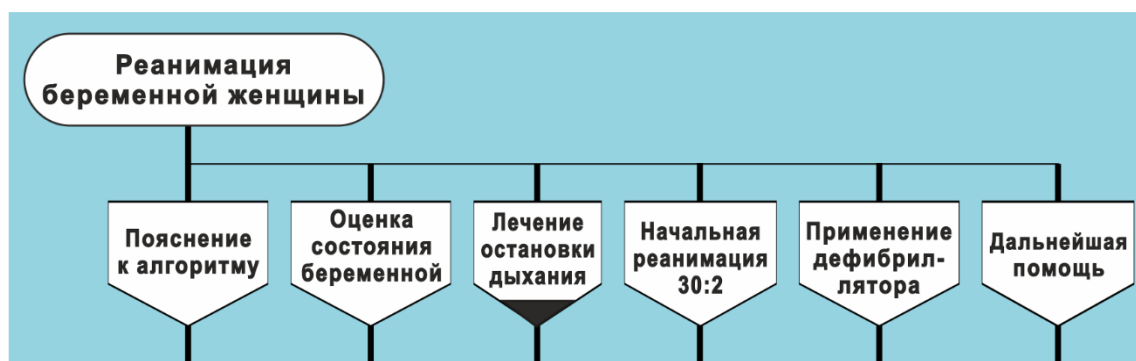 Реанимация
беременной женщины
Пояснение
к алгоритму
Оценка
состояния
беременной
Лечение
остановки
дыхания
Начальная
реанимация
30:2
Применение
дефибрил-
лятора
Дальнейшая
помощь